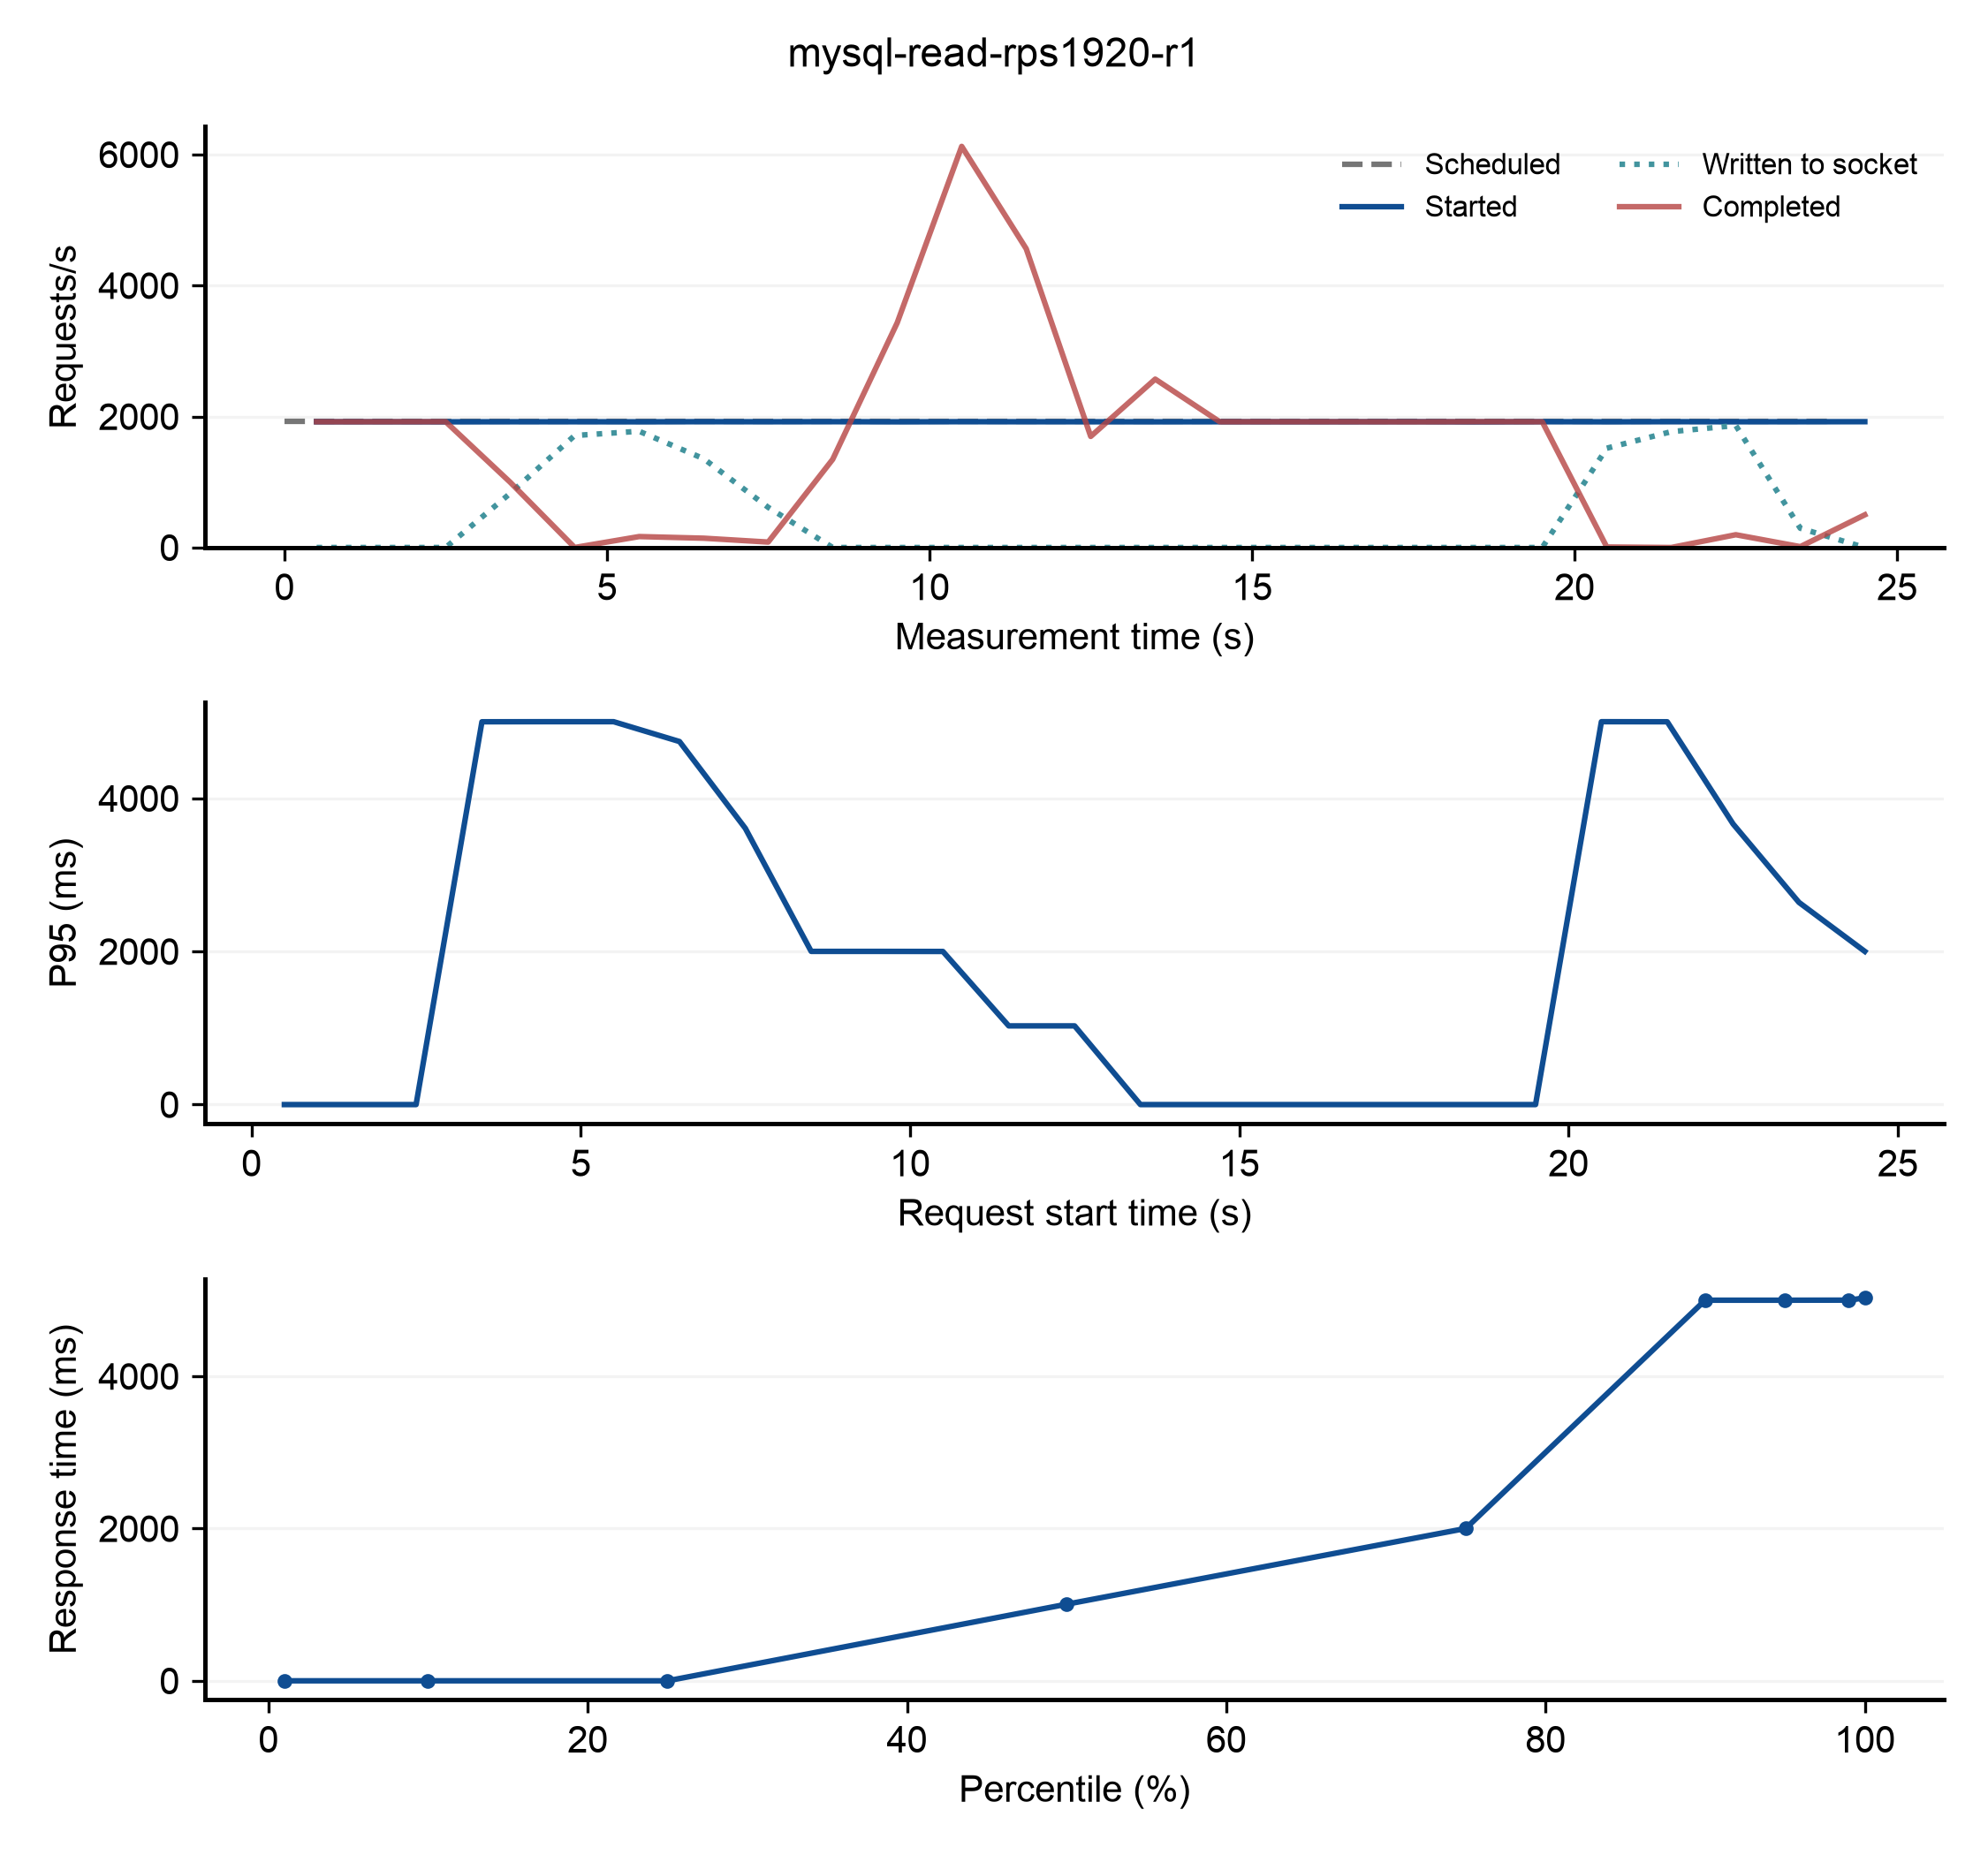 mysql-read-rps1920-r1
6000
4000
2000
0
Requests/s
Scheduled
Started
Written to socket
Completed
0 5 10 15 20 25
Measurement time (s)
4000
2000
0
P95 (ms)
0 5 10 15 20 25
Request start time (s)
4000
2000
0
Response time (ms)
0 20 40 60 80 100
Percentile (%)